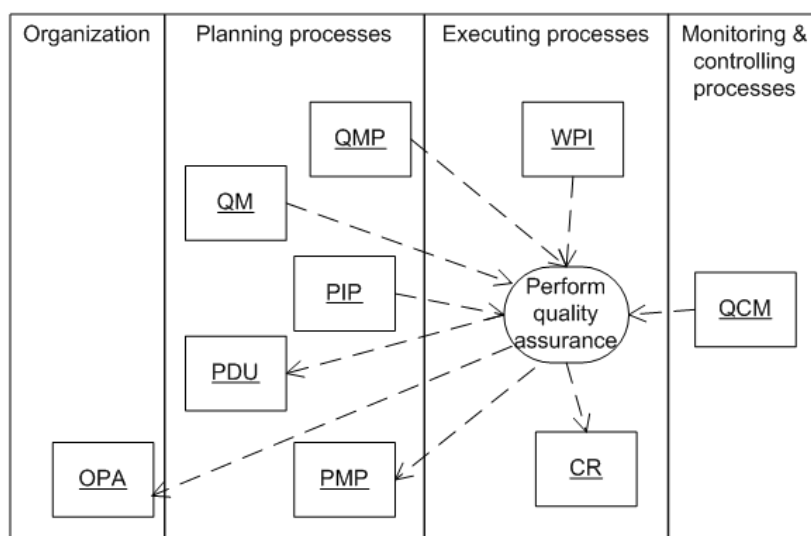 Organization
Planning processes
Executing processes
Monitoring &
controlling
processes
QMP
WPI
QM
PIP
Perform
quality
assurance
QCM
PDU
OPA
PMP
CR